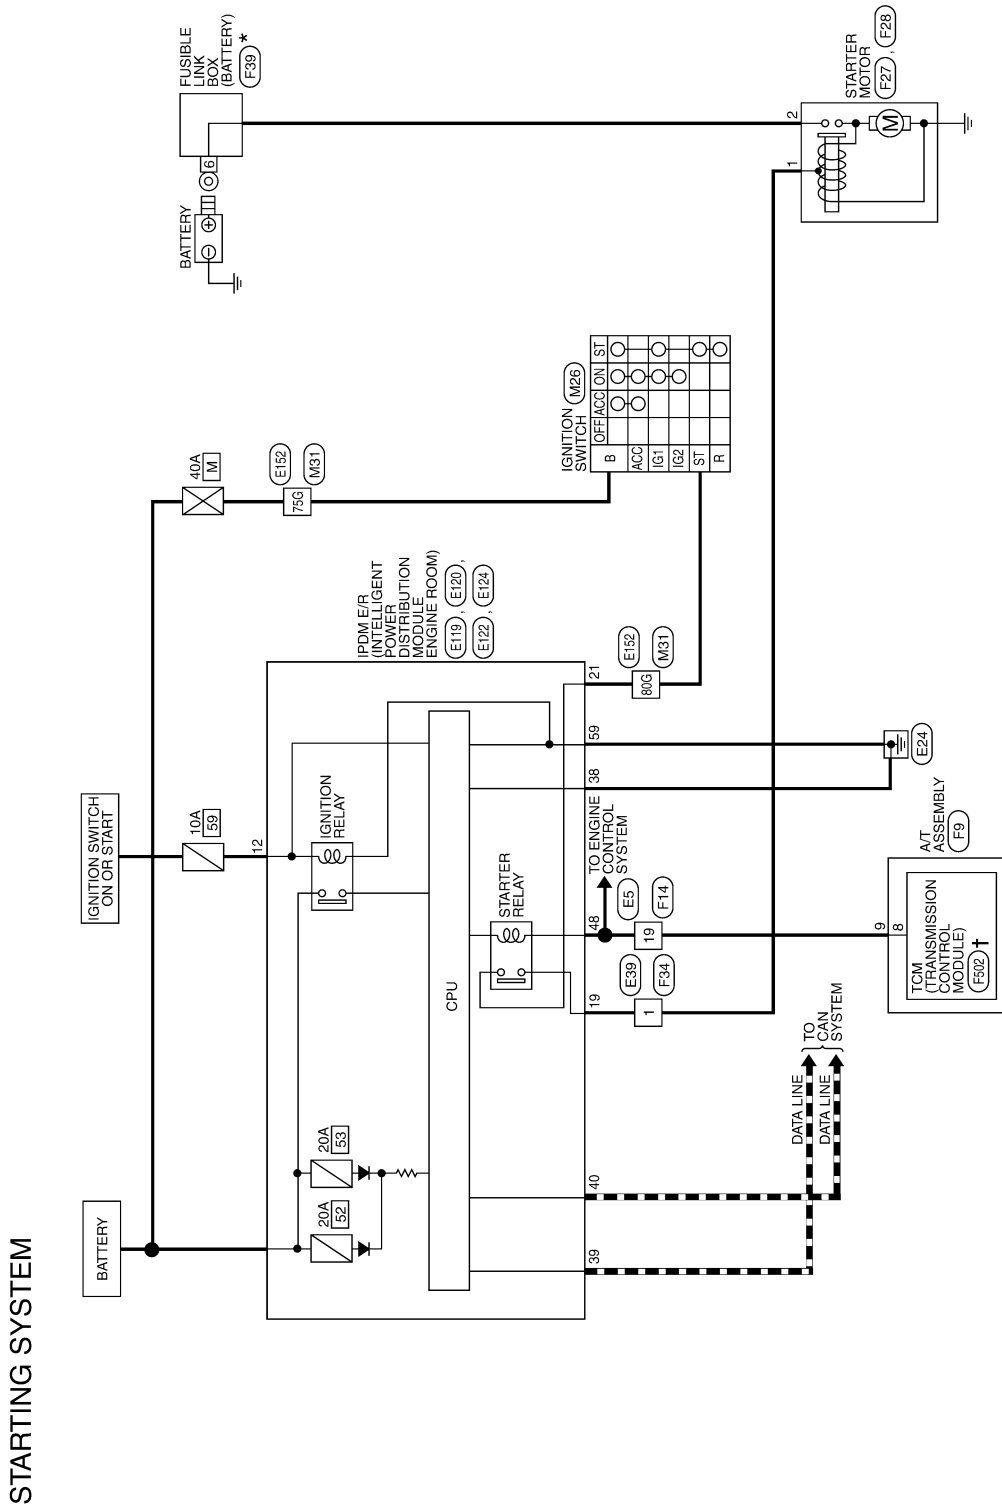 STARTING SYSTEM
BATTERY
IGNITION SWITCH
ON OR START
10A
59
12
40A
M
75G
E152
M31
BATTERY
6
FUSIBLE
LINK
BOX
(BATTERY)
F39
*
20A
52
20A
53
IGNITION
RELAY
IPDM E/R
(INTELLIGENT
POWER
DISTRIBUTION
MODULE
ENGINE ROOM)
E119 , E120 ,
E122 , E124
CPU
STARTER
RELAY
IGNITION
SWITCH
M26
OFF ACC ON ST
B
ACC
IG1
IG2
ST
R
39
40
19
48
38
59
21
80G
E152
M31
TO ENGINE
CONTROL
SYSTEM
1
E39
F34
19
E5
F14
DATA LINE
DATA LINE
TO
CAN
SYSTEM
9
8
TCM
(TRANSMISSION
CONTROL
MODULE)
F502 †
A/T
ASSEMBLY
F9
E24
1
2
STARTER
MOTOR
F27 , F28
M